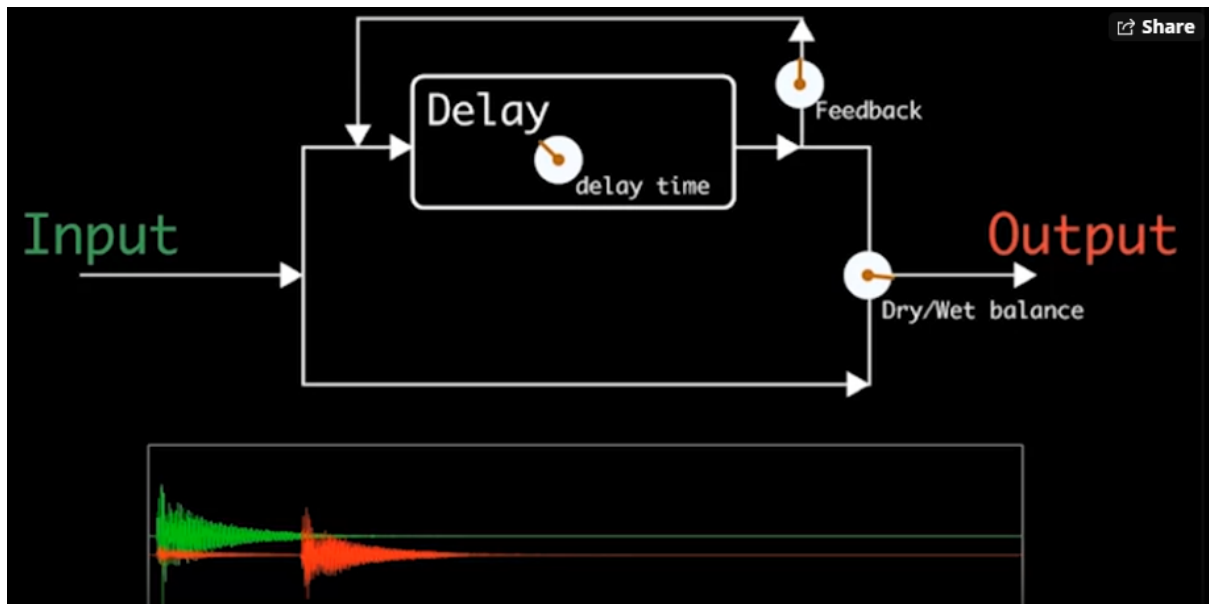 Share
Delay
Feedback
delay time
Input
Output
Dry/Wet balance